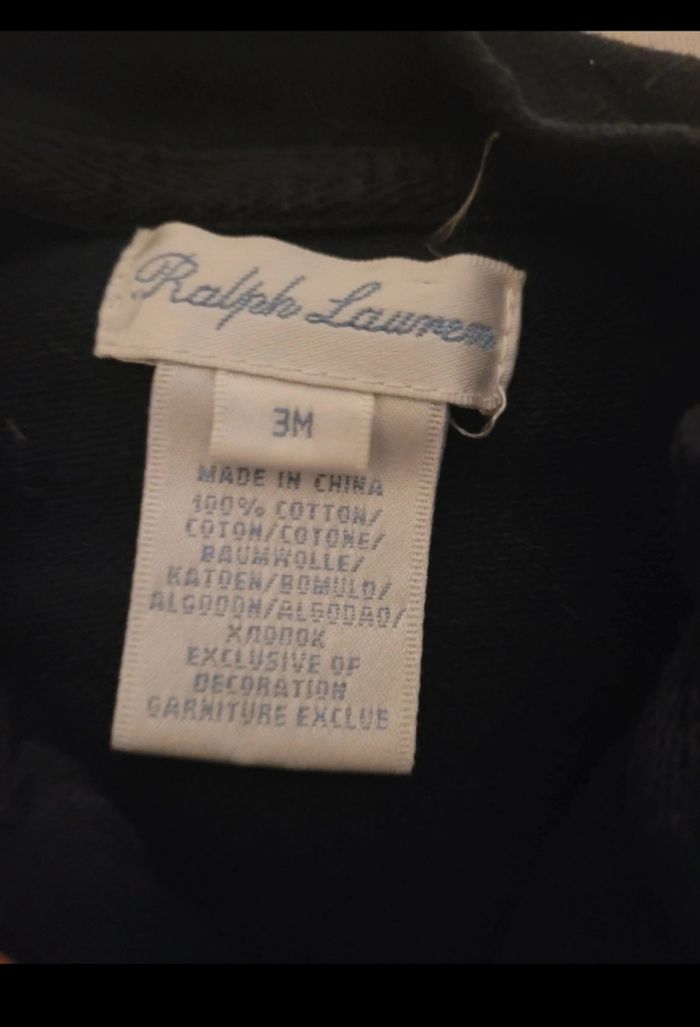 Ralph Lauren
3M
MADE IN CHINA
100% COTTON/
COTON/COTONE/
BAUMWOLLE/
KATOEN/BOMULD/
ALGODON/ALGODAO/
ХЛОПОК
EXCLUSIVE OF
DECORATION
GARNITURE EXCLUE